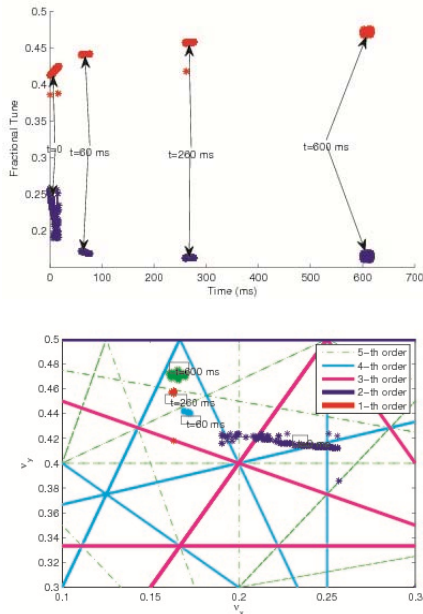 0.5
0.45
0.4
0.35
0.3
0.25
0.2
Fractional Tune
t=0
t=60 ms
t=260 ms
t=600 ms
0 100 200 300 400 500 600 700
Time (ms)
0.5
0.48
0.46
0.44
0.42
0.4
0.38
0.36
0.34
0.32
0.3
ν_y
t=600 ms
t=260 ms
t=60 ms
5-th order
4-th order
3-th order
2-th order
1-th order
0.1 0.15 0.2 0.25 0.3
ν_x